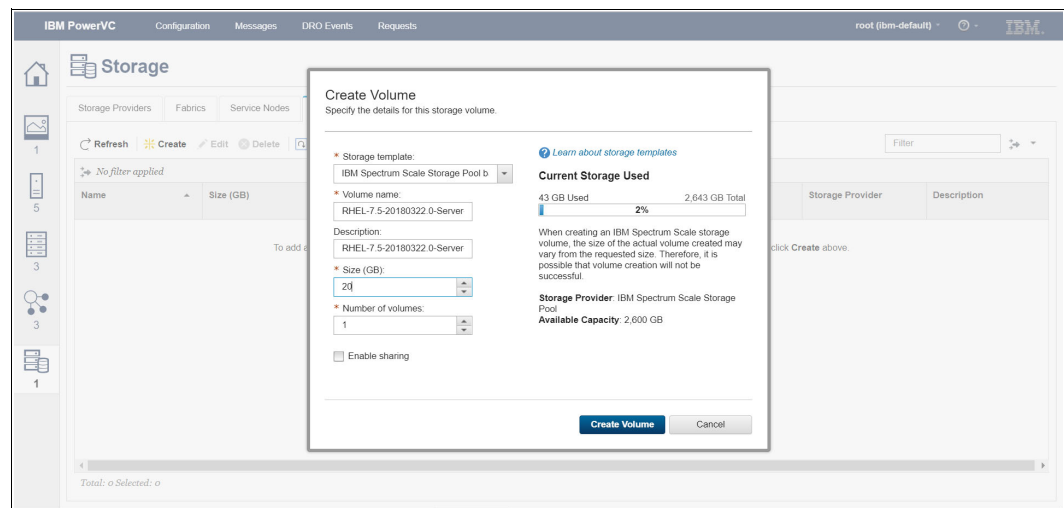 IBM PowerVC Configuration Messages DRO Events Requests root (ibm-default) IBM
Storage
Storage Providers Fabrics Service Nodes
Refresh Create Edit Delete Filter
No filter applied
Name Size (GB) Storage Provider Description
To add a click Create above.
1
5
3
3
1
Total: 0 Selected: 0
Create Volume
Specify the details for this storage volume.
* Storage template:
IBM Spectrum Scale Storage Pool b
* Volume name:
RHEL-7.5-20180322.0-Server
Description:
RHEL-7.5-20180322.0-Server
* Size (GB):
20
* Number of volumes:
1
Enable sharing
? Learn about storage templates
Current Storage Used
43 GB Used 2,643 GB Total
2%
When creating an IBM Spectrum Scale storage
volume, the size of the actual volume created may
vary from the requested size. Therefore, it is
possible that volume creation will not be
successful.
Storage Provider: IBM Spectrum Scale Storage
Pool
Available Capacity: 2,600 GB
Create Volume Cancel